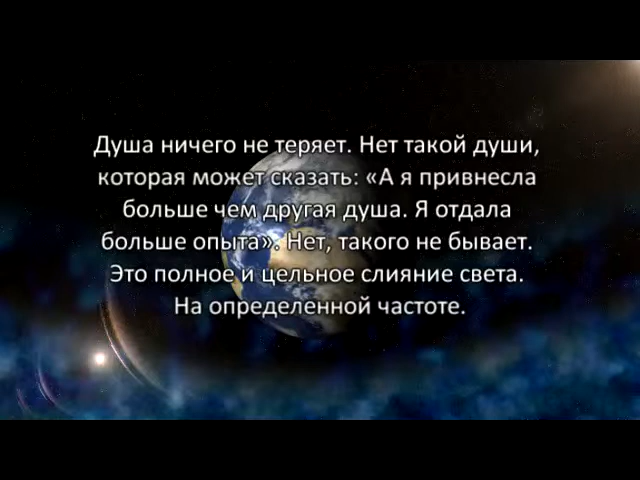 Душа ничего не теряет. Нет такой души,
которая может сказать: «А я привнесла
больше чем другая душа. Я отдала
больше опыта». Нет, такого не бывает.
Это полное и цельное слияние света.
На определенной частоте.